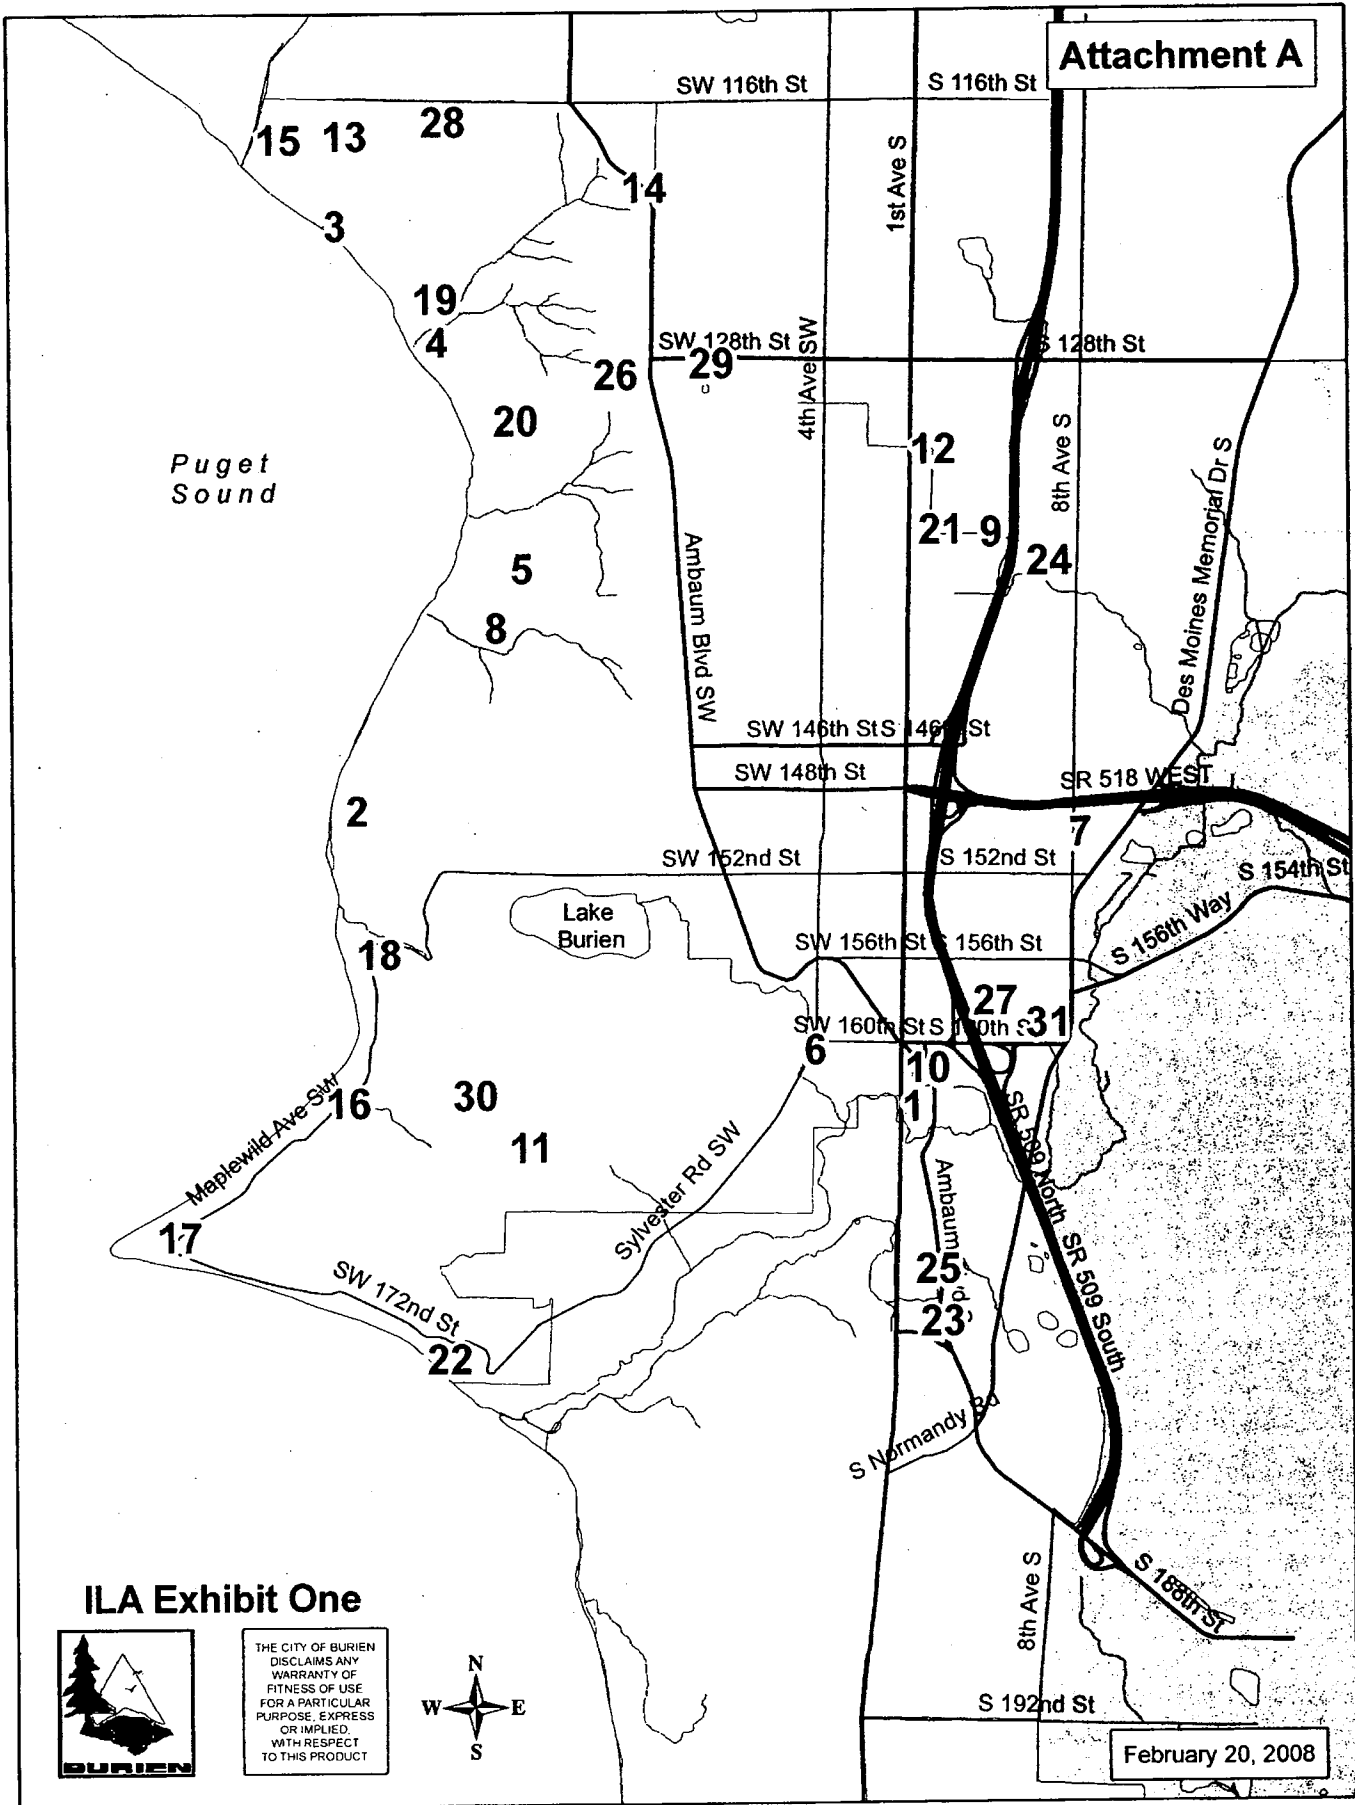 Attachment A
SW 116th St
S 116th St
15
13
28
1st Ave S
14
3
19
4
SW 128th St
4th Ave SW
S 128th St
29
26
20
12
8th Ave S
Puget
Sound
Des Moines Memorial Dr S
21
9
24
5
Ambaum Blvd SW
8
SW 146th St
S 146th St
SW 148th St
SR 518 WEST
2
7
SW 152nd St
S 152nd St
S 154th St
Lake
Burien
SW 156th St
S 156th St
S 156th Way
18
27
31
SW 160th St
S 160th St
6
10
30
16
1
Maplewild Ave SW
11
SR 509 North
Sylvester Rd SW
17
Ambaum Blvd
25
SR 509 South
SW 172nd St
23
22
S Normandy Rd
8th Ave S
S 188th St
ILA Exhibit One
BURIEN
THE CITY OF BURIEN
DISCLAIMS ANY
WARRANTY OF
FITNESS OF USE
FOR A PARTICULAR
PURPOSE, EXPRESS
OR IMPLIED,
WITH RESPECT
TO THIS PRODUCT
N
W
E
S
S 192nd St
February 20, 2008